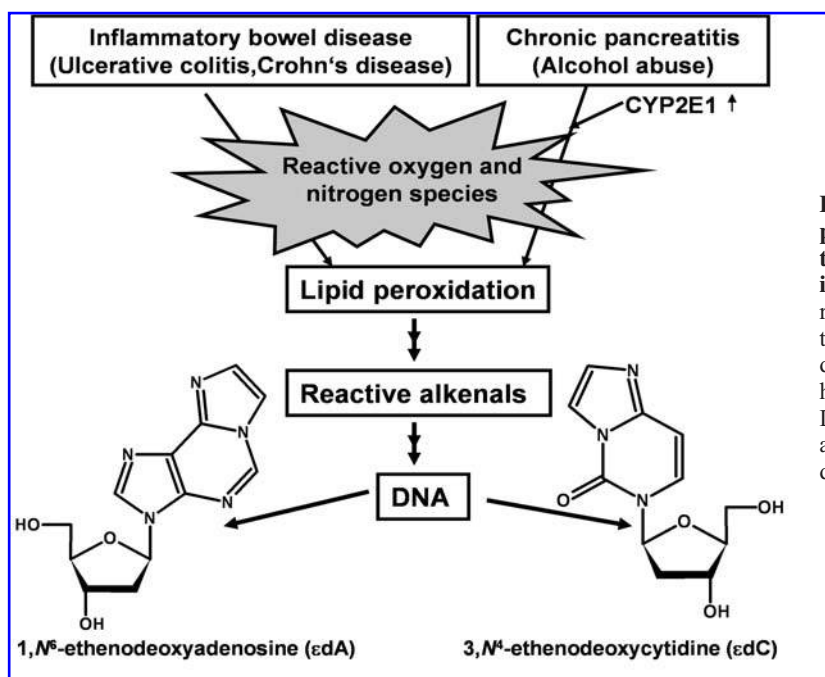 Inflammatory bowel disease
(Ulcerative colitis,Crohn‘s disease)
Chronic pancreatitis
(Alcohol abuse)
CYP2E1
Reactive oxygen and
nitrogen species
Lipid peroxidation
Reactive alkenals
DNA
N
N
N
N
N
HO
O
OH
1,N⁶-ethenodeoxyadenosine (εdA)
N
N
O
N
O
OH
OH
3,N⁴-ethenodeoxycytidine (εdC)